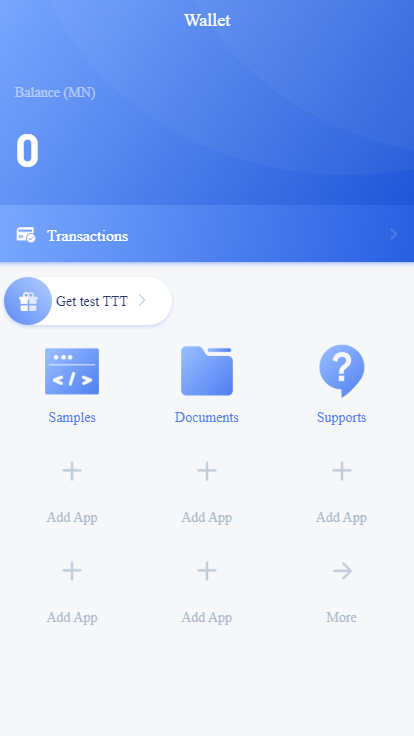 Wallet
Balance (MN)
0
Transactions
Get test TTT
</>
?
Samples
Documents
Supports
Add App
Add App
Add App
Add App
Add App
More